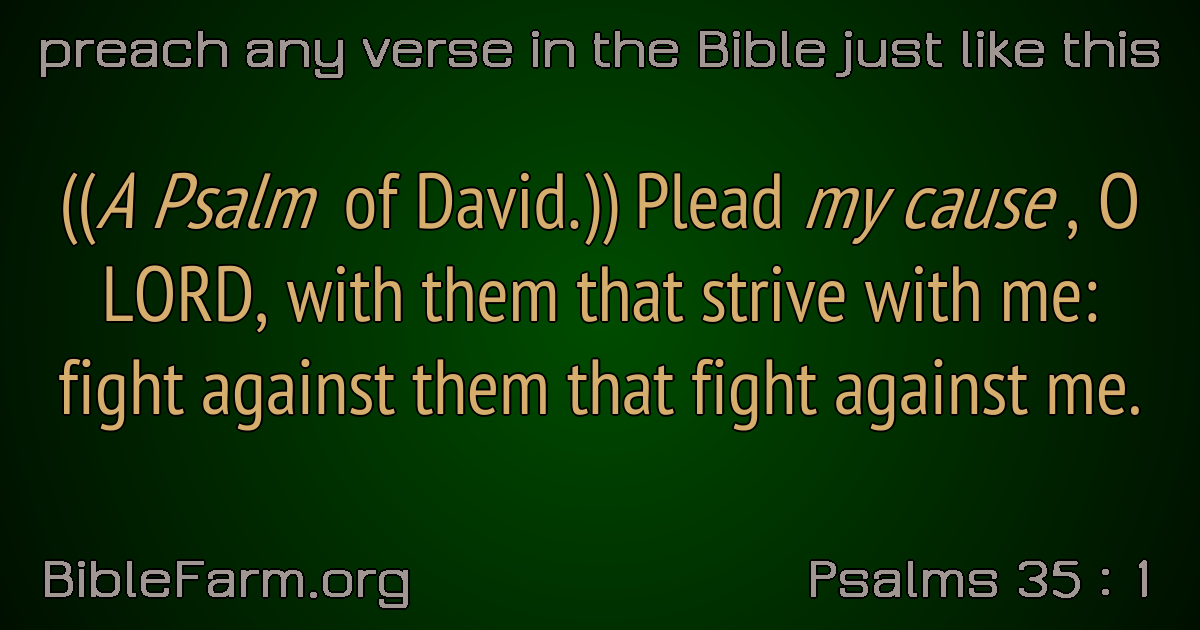 preach any verse in the Bible just like this
((A Psalm of David.)) Plead my cause , O
LORD, with them that strive with me:
fight against them that fight against me.
BibleFarm.org
Psalms 35 : 1